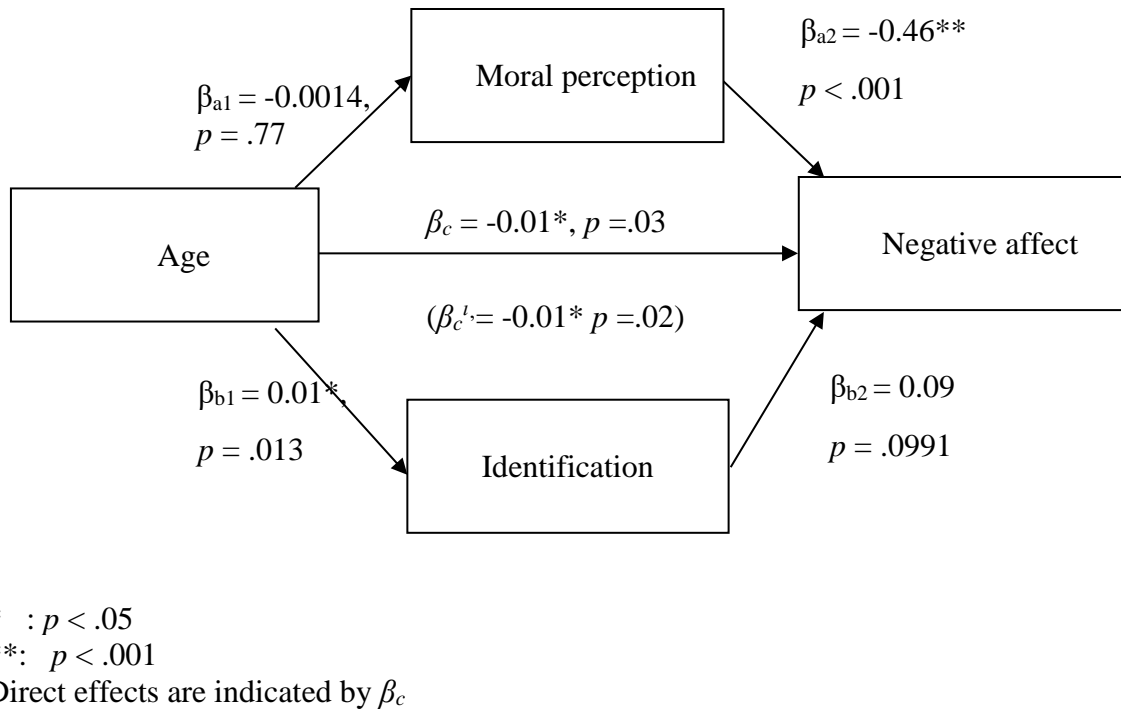 βa2 = -0.46**
p < .001
Moral perception
βa1 = -0.0014,
p = .77
βc = -0.01*, p =.03
Age
Negative affect
(βc ι,= -0.01* p =.02)
βb1 = 0.01*,
p = .013
βb2 = 0.09
p = .0991
Identification
* : p < .05
**: p < .001
Direct effects are indicated by βc